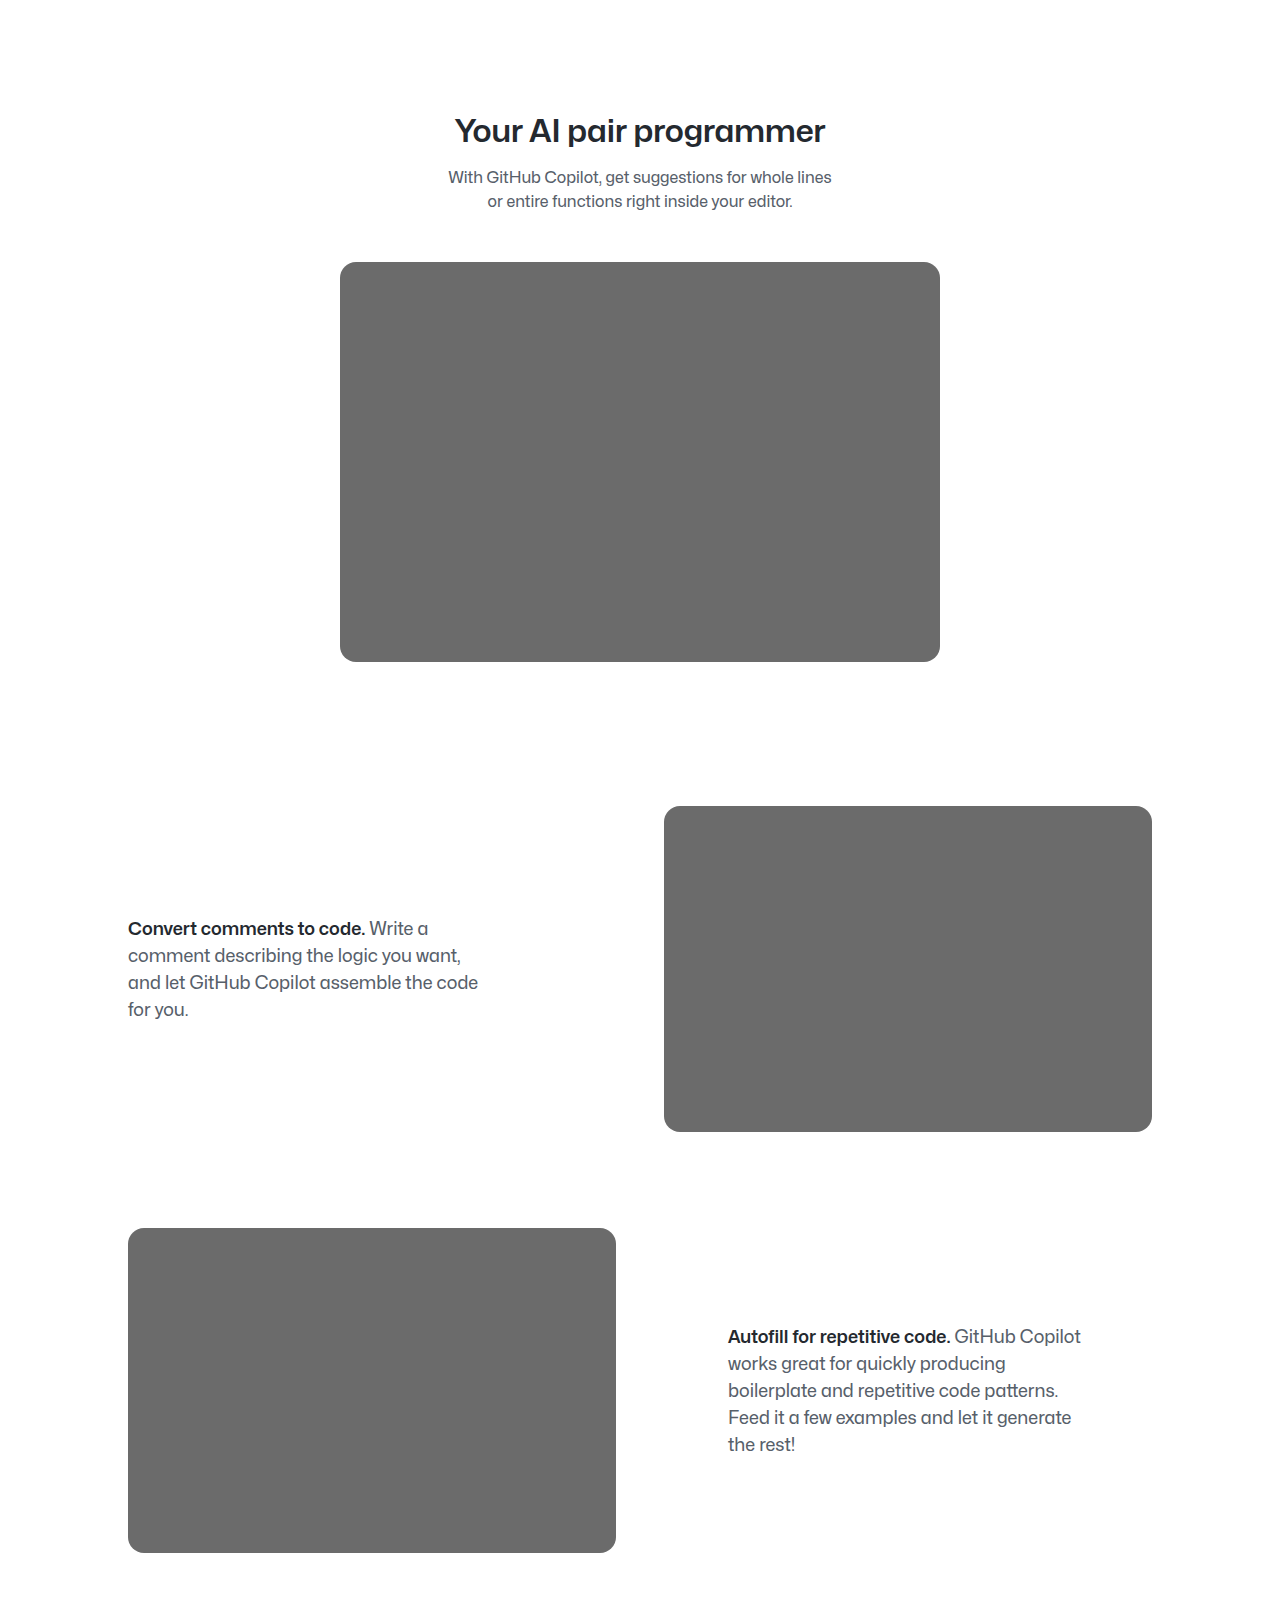 Your AI pair programmer
With GitHub Copilot, get suggestions for whole lines
or entire functions right inside your editor.
Convert comments to code. Write a
comment describing the logic you want,
and let GitHub Copilot assemble the code
for you.
Autofill for repetitive code. GitHub Copilot
works great for quickly producing
boilerplate and repetitive code patterns.
Feed it a few examples and let it generate
the rest!